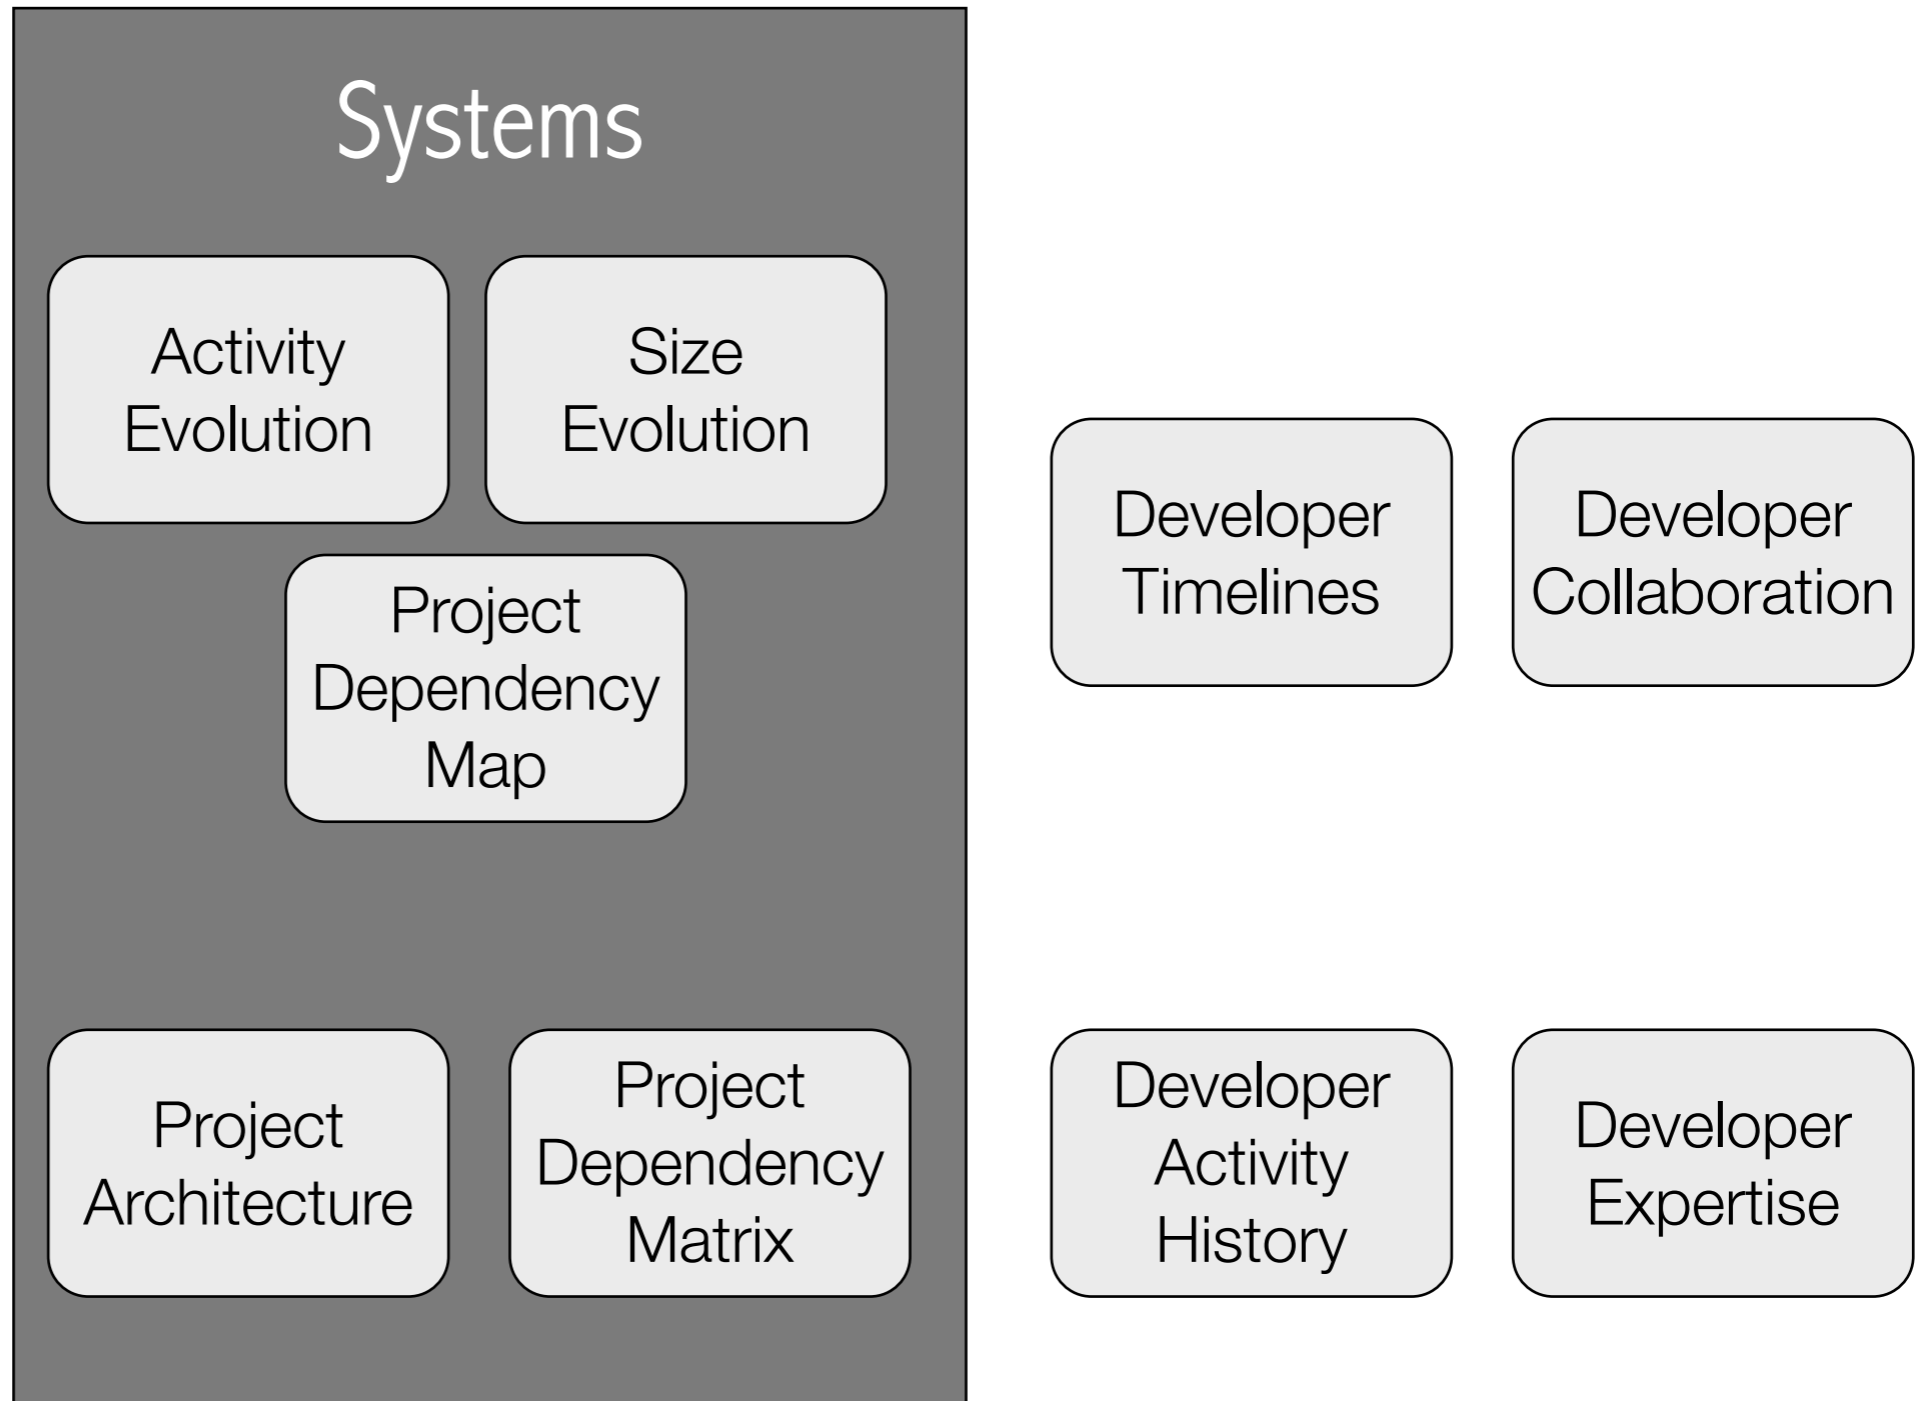 Systems
Activity
Evolution
Size
Evolution
Project
Dependency
Map
Developer
Timelines
Developer
Collaboration
Project
Architecture
Project
Dependency
Matrix
Developer
Activity
History
Developer
Expertise